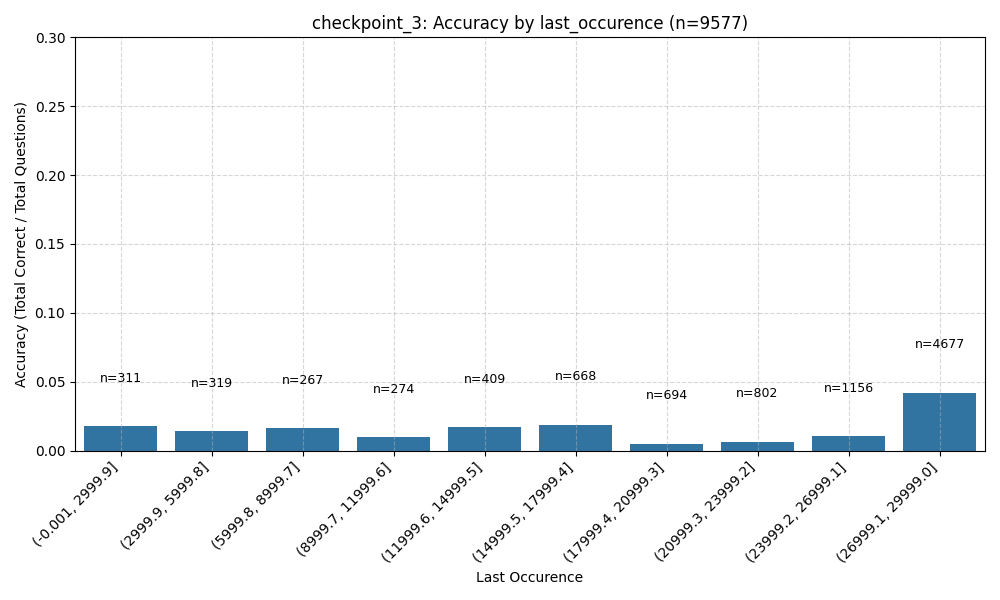 checkpoint_3: Accuracy by last_occurence (n=9577)
Accuracy (Total Correct / Total Questions)
0.30
0.25
0.20
0.15
0.10
0.05
0.00
n=311
n=319
n=267
n=274
n=409
n=668
n=694
n=802
n=1156
n=4677
(-0.001, 2999.9]
(2999.9, 5999.8]
(5999.8, 8999.7]
(8999.7, 11999.6]
(11999.6, 14999.5]
(14999.5, 17999.4]
(17999.4, 20999.3]
(20999.3, 23999.2]
(23999.2, 26999.1]
(26999.1, 29999.0]
Last Occurence